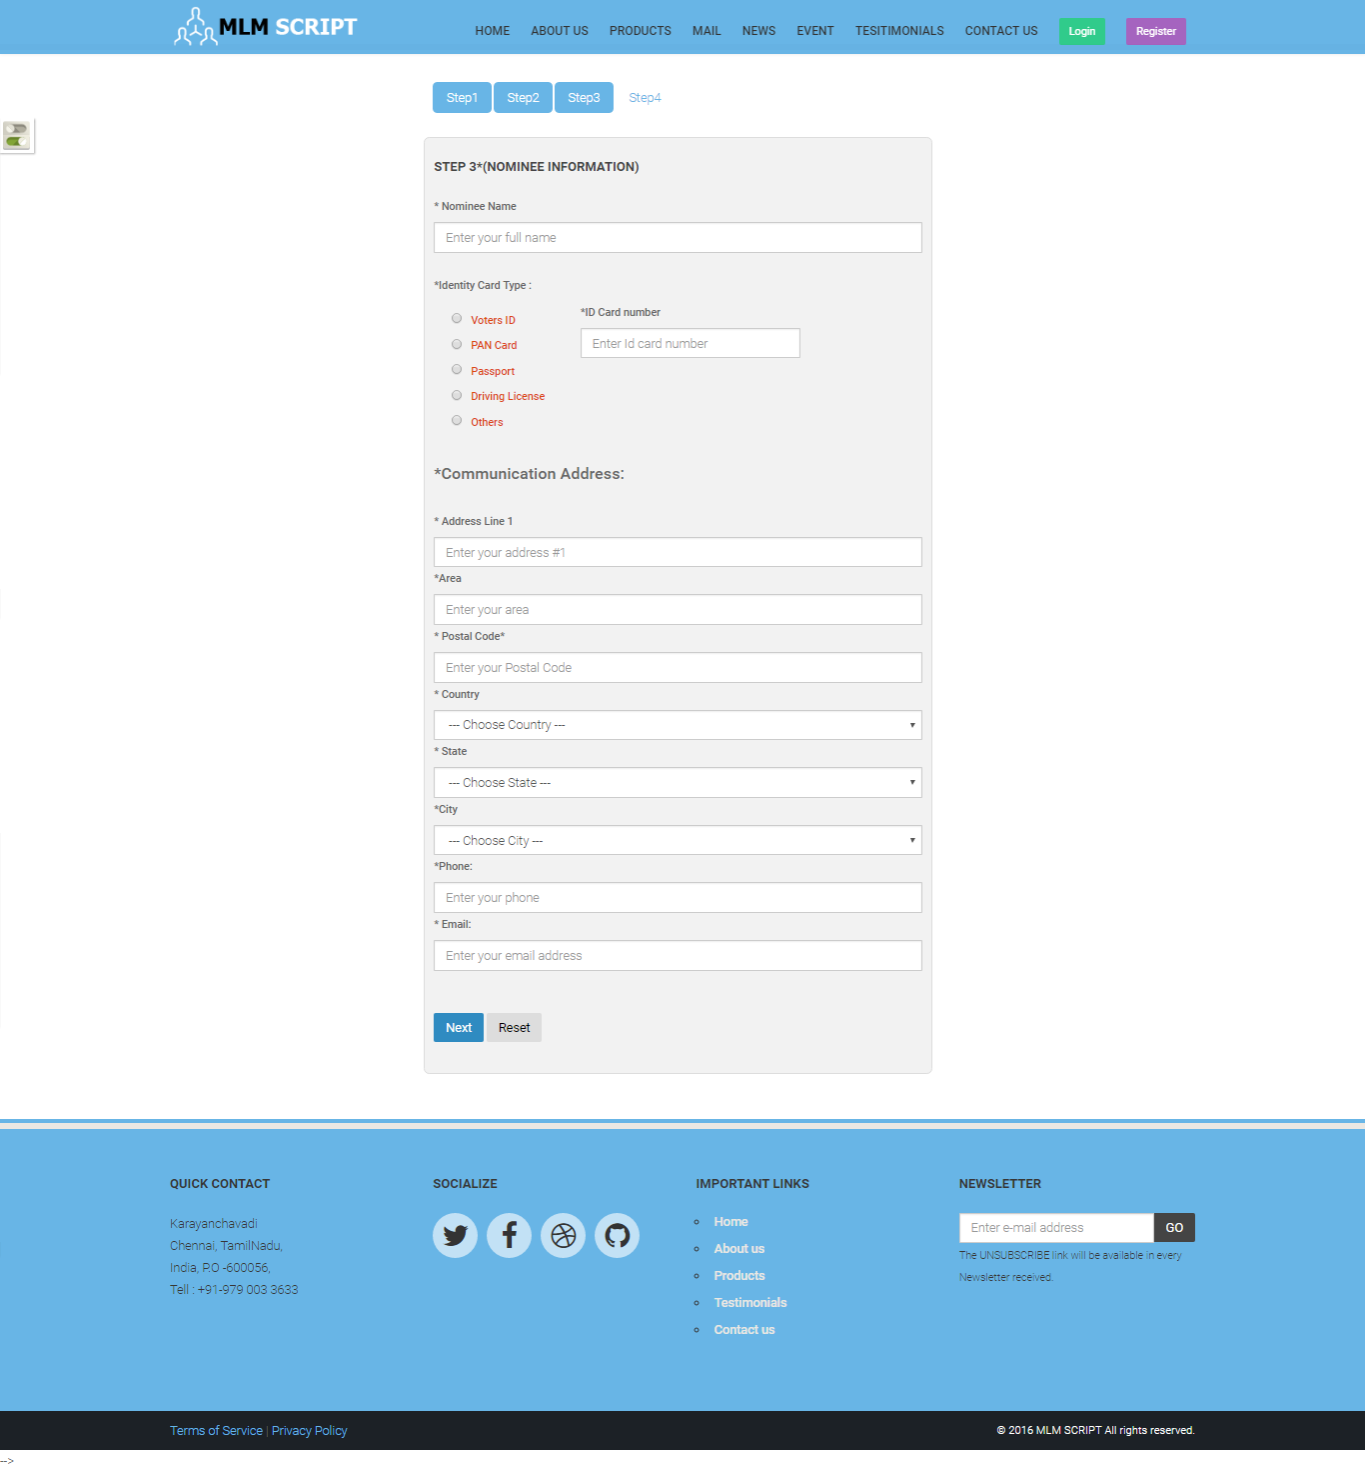 MLM SCRIPT
HOME ABOUT US PRODUCTS MAIL NEWS EVENT TESITIMONIALS CONTACT US Login Register
Step1 Step2 Step3 Step4
STEP 3*(NOMINEE INFORMATION)
* Nominee Name
Enter your full name
*Identity Card Type :
Voters ID
PAN Card
Passport
Driving License
Others
*ID Card number
Enter Id card number
*Communication Address:
* Address Line 1
Enter your address #1
*Area
Enter your area
* Postal Code*
Enter your Postal Code
* Country
--- Choose Country ---
* State
--- Choose State ---
*City
--- Choose City ---
*Phone:
Enter your phone
* Email:
Enter your email address
Next Reset
QUICK CONTACT
Karayanchavadi
Chennai, TamilNadu,
India, P.O -600056,
Tell : +91-979 003 3633
SOCIALIZE
IMPORTANT LINKS
Home
About us
Products
Testimonials
Contact us
NEWSLETTER
Enter e-mail address GO
The UNSUBSCRIBE link will be available in every
Newsletter received.
Terms of Service | Privacy Policy
© 2016 MLM SCRIPT All rights reserved.
-->